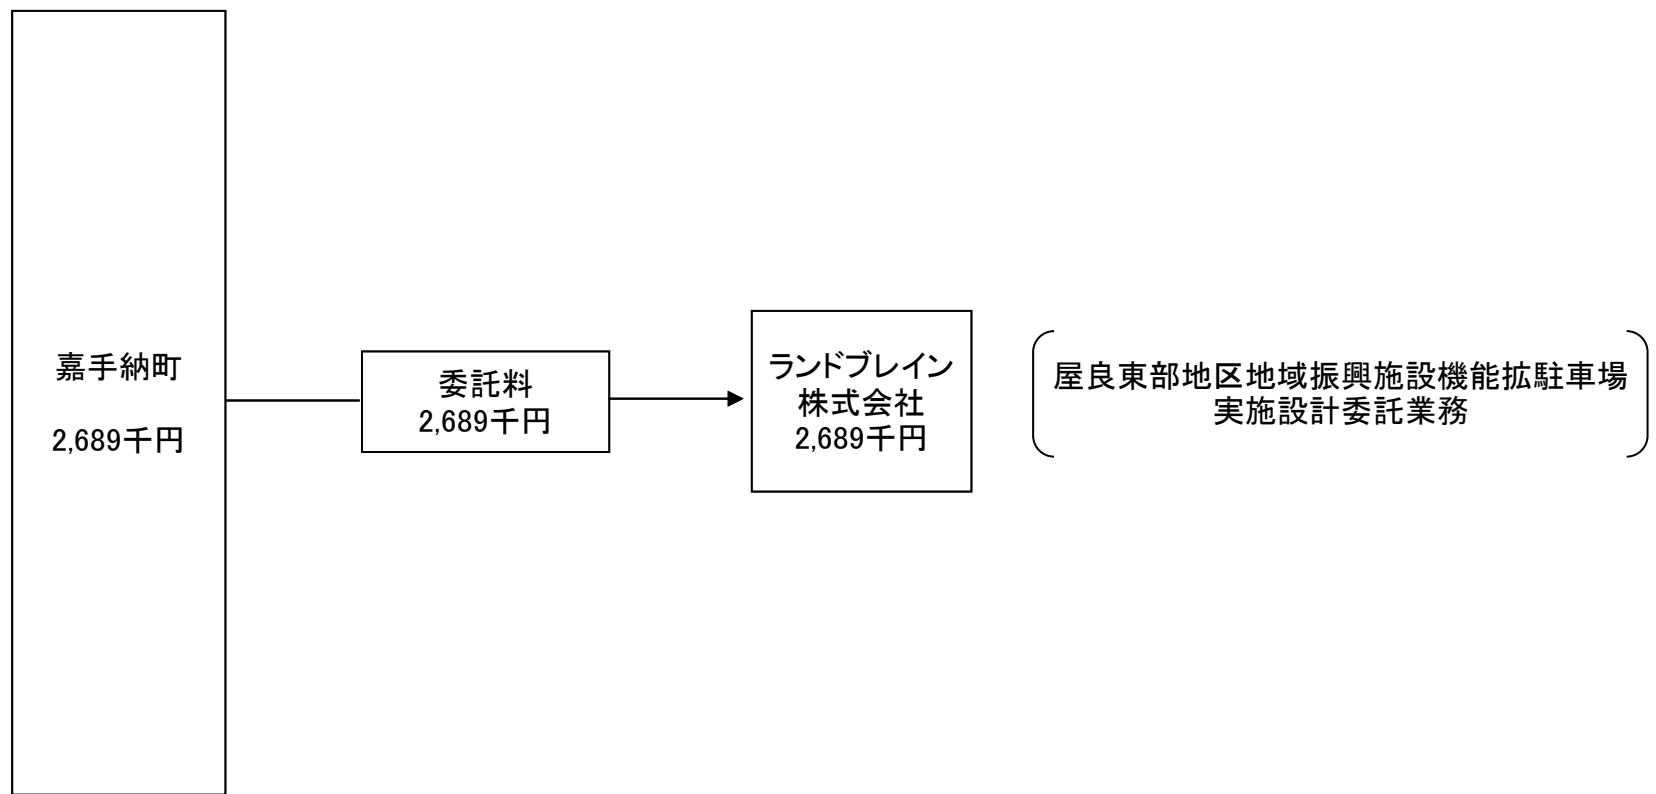 嘉手納町
2,689千円
委託料
2,689千円
ランドブレイン
株式会社
2,689千円
屋良東部地区地域振興施設機能拡駐車場
実施設計委託業務